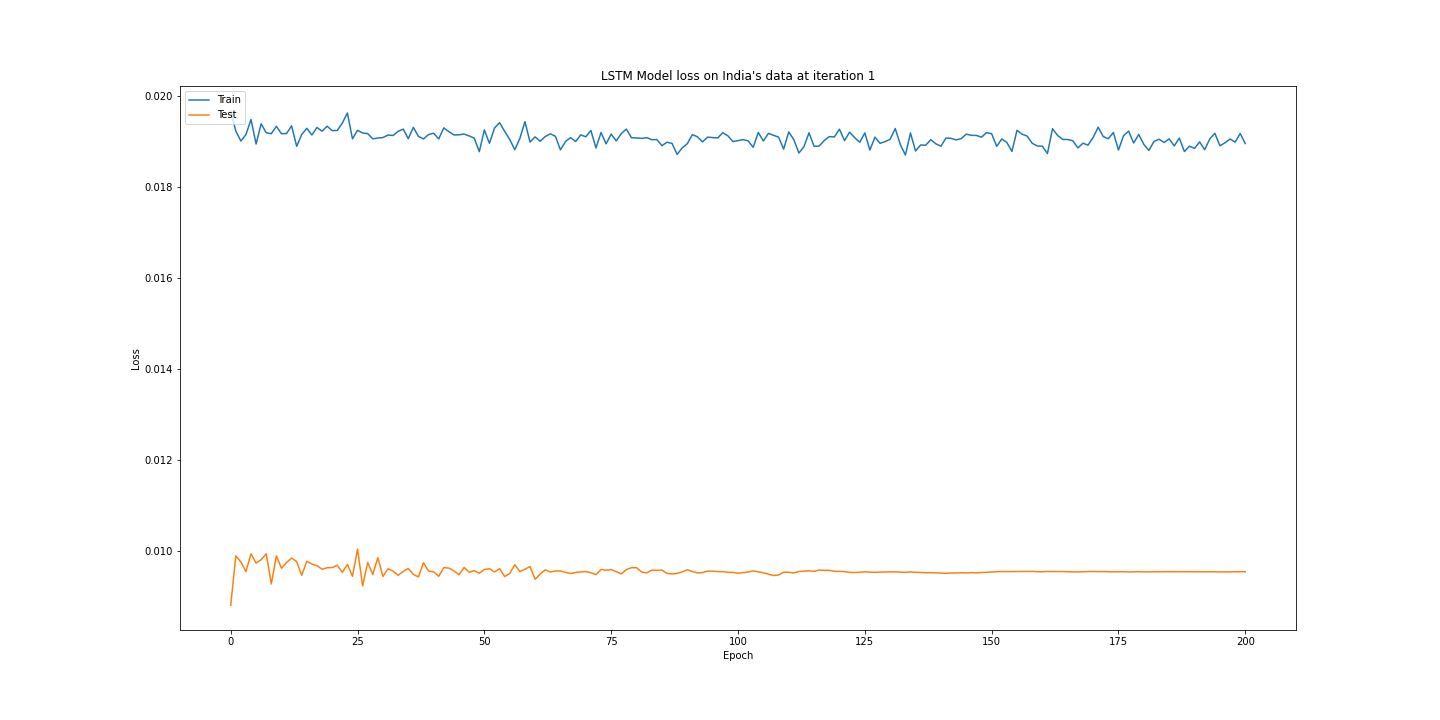 LSTM Model loss on India's data at iteration 1
Train
Test
0.020
0.018
0.016
0.014
0.012
0.010
Loss
0 25 50 75 100 125 150 175 200
Epoch